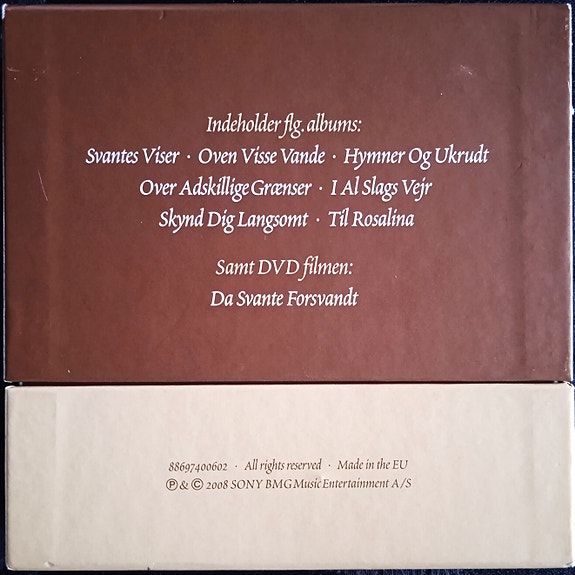 Indeholder flg. albums:
Svantes Viser · Oven Visse Vande · Hymner Og Ukrudt
Over Adskillige Grænser · I Al Slags Vejr
Skynd Dig Langsomt · Til Rosalina
Samt DVD filmen:
Da Svante Forsvandt
88697400602 · All rights reserved · Made in the EU
℗ & © 2008 SONY BMG Music Entertainment A/S